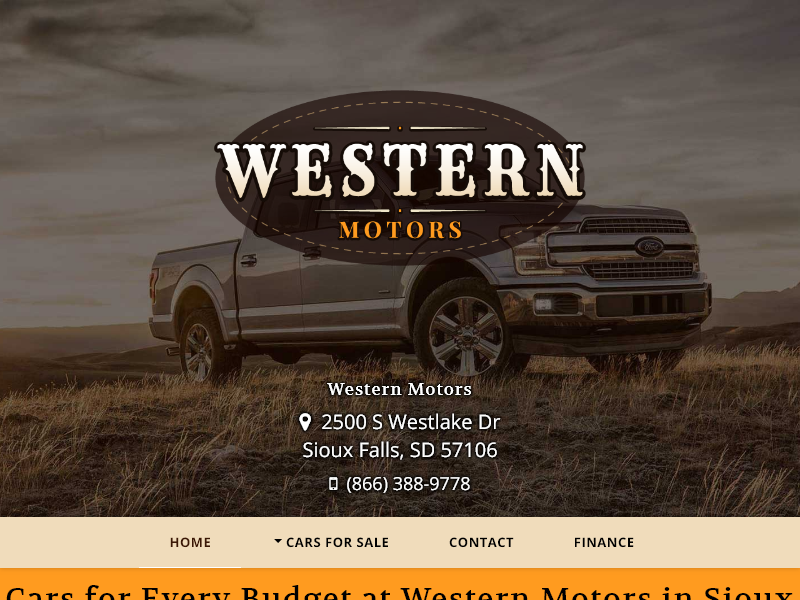 WESTERN
MOTORS
Western Motors
2500 S Westlake Dr
Sioux Falls, SD 57106
(866) 388-9778
HOME
CARS FOR SALE
CONTACT
FINANCE
Cars for Every Budget at Western Motors in Sioux